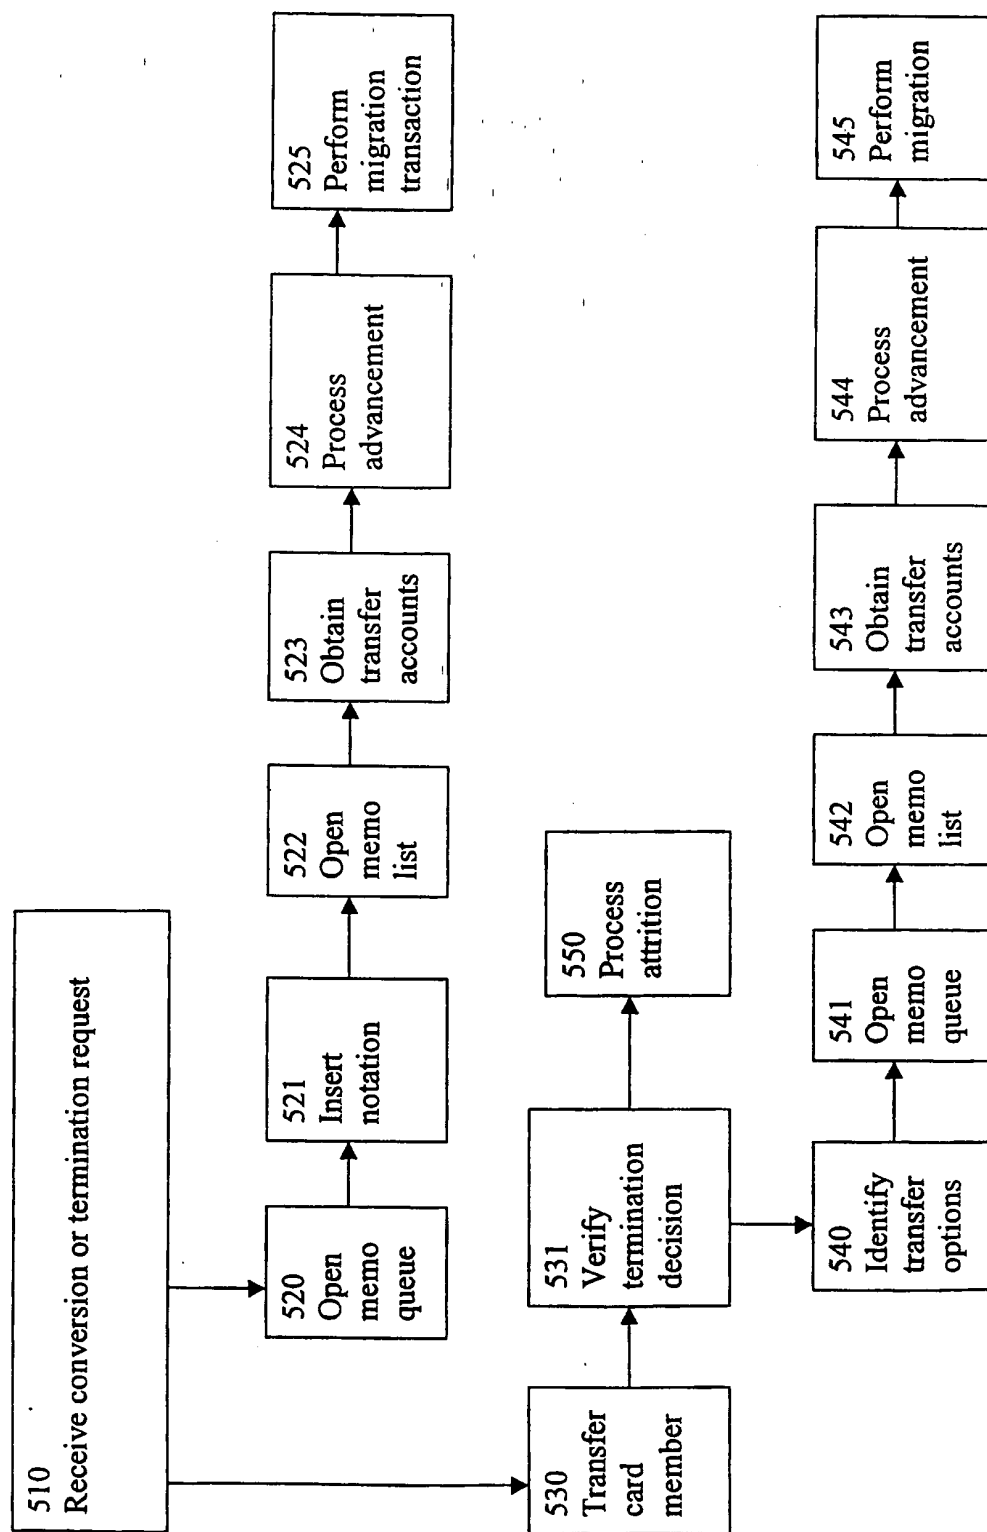 510
Receive conversion or termination request
520
Open
memo
queue
521
Insert
notation
522
Open
memo
list
523
Obtain
transfer
accounts
524
Process
advancement
525
Perform
migration
transaction
530
Transfer
card
member
531
Verify
termination
decision
550
Process
attrition
540
Identify
transfer
options
541
Open
memo
queue
542
Open
memo
list
543
Obtain
transfer
accounts
544
Process
advancement
545
Perform
migration